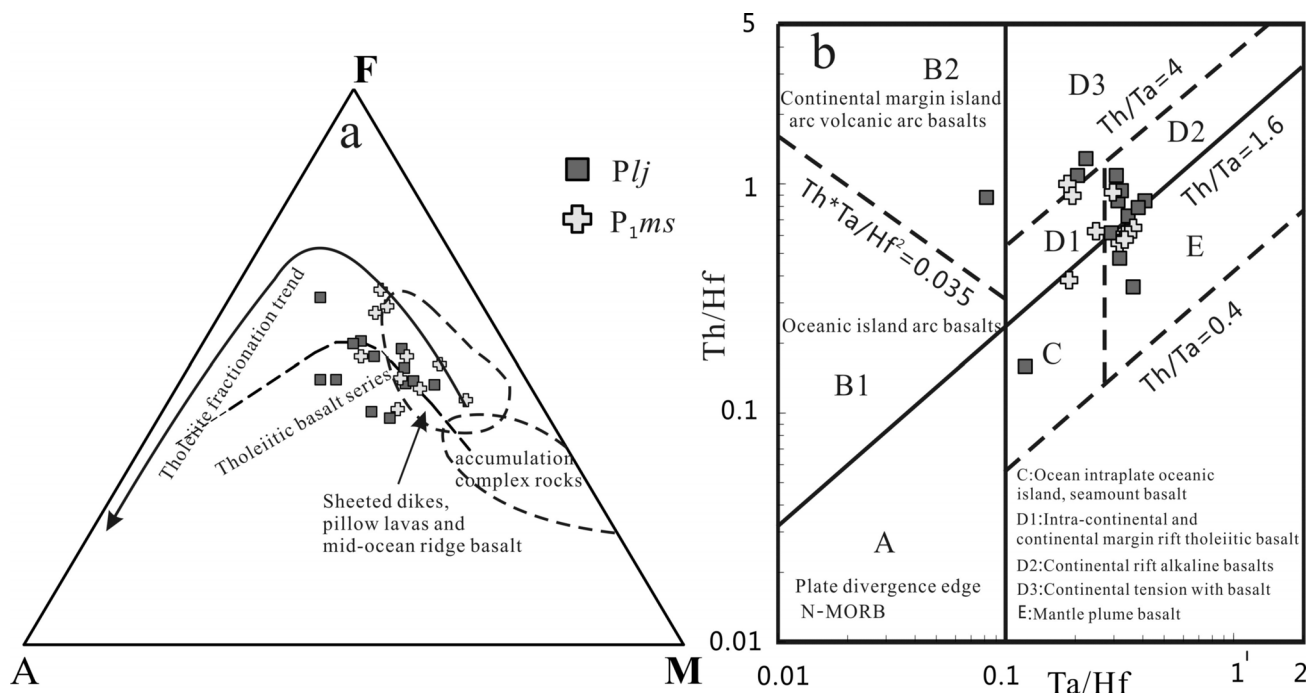 F
a
Plj
P₁ms
Tholeiite fractionation trend
Tholeiitic basalt series
accumulation
complex rocks
Sheeted dikes,
pillow lavas and
mid-ocean ridge basalt
A
M
b
5
1
0.1
0.01
Th/Hf
B2
Continental margin island
arc volcanic arc basalts
Th*Ta/Hf²=0.035
Oceanic island arc basalts
B1
A
Plate divergence edge
N-MORB
D3
Th/Ta=4
D2
Th/Ta=1.6
D1
E
C
Th/Ta=0.4
C:Ocean intraplate oceanic
island, seamount basalt
D1:Intra-continental and
continental margin rift tholeiitic basalt
D2:Continental rift alkaline basalts
D3:Continental tension with basalt
E:Mantle plume basalt
0.01
0.1
1
2
Ta/Hf